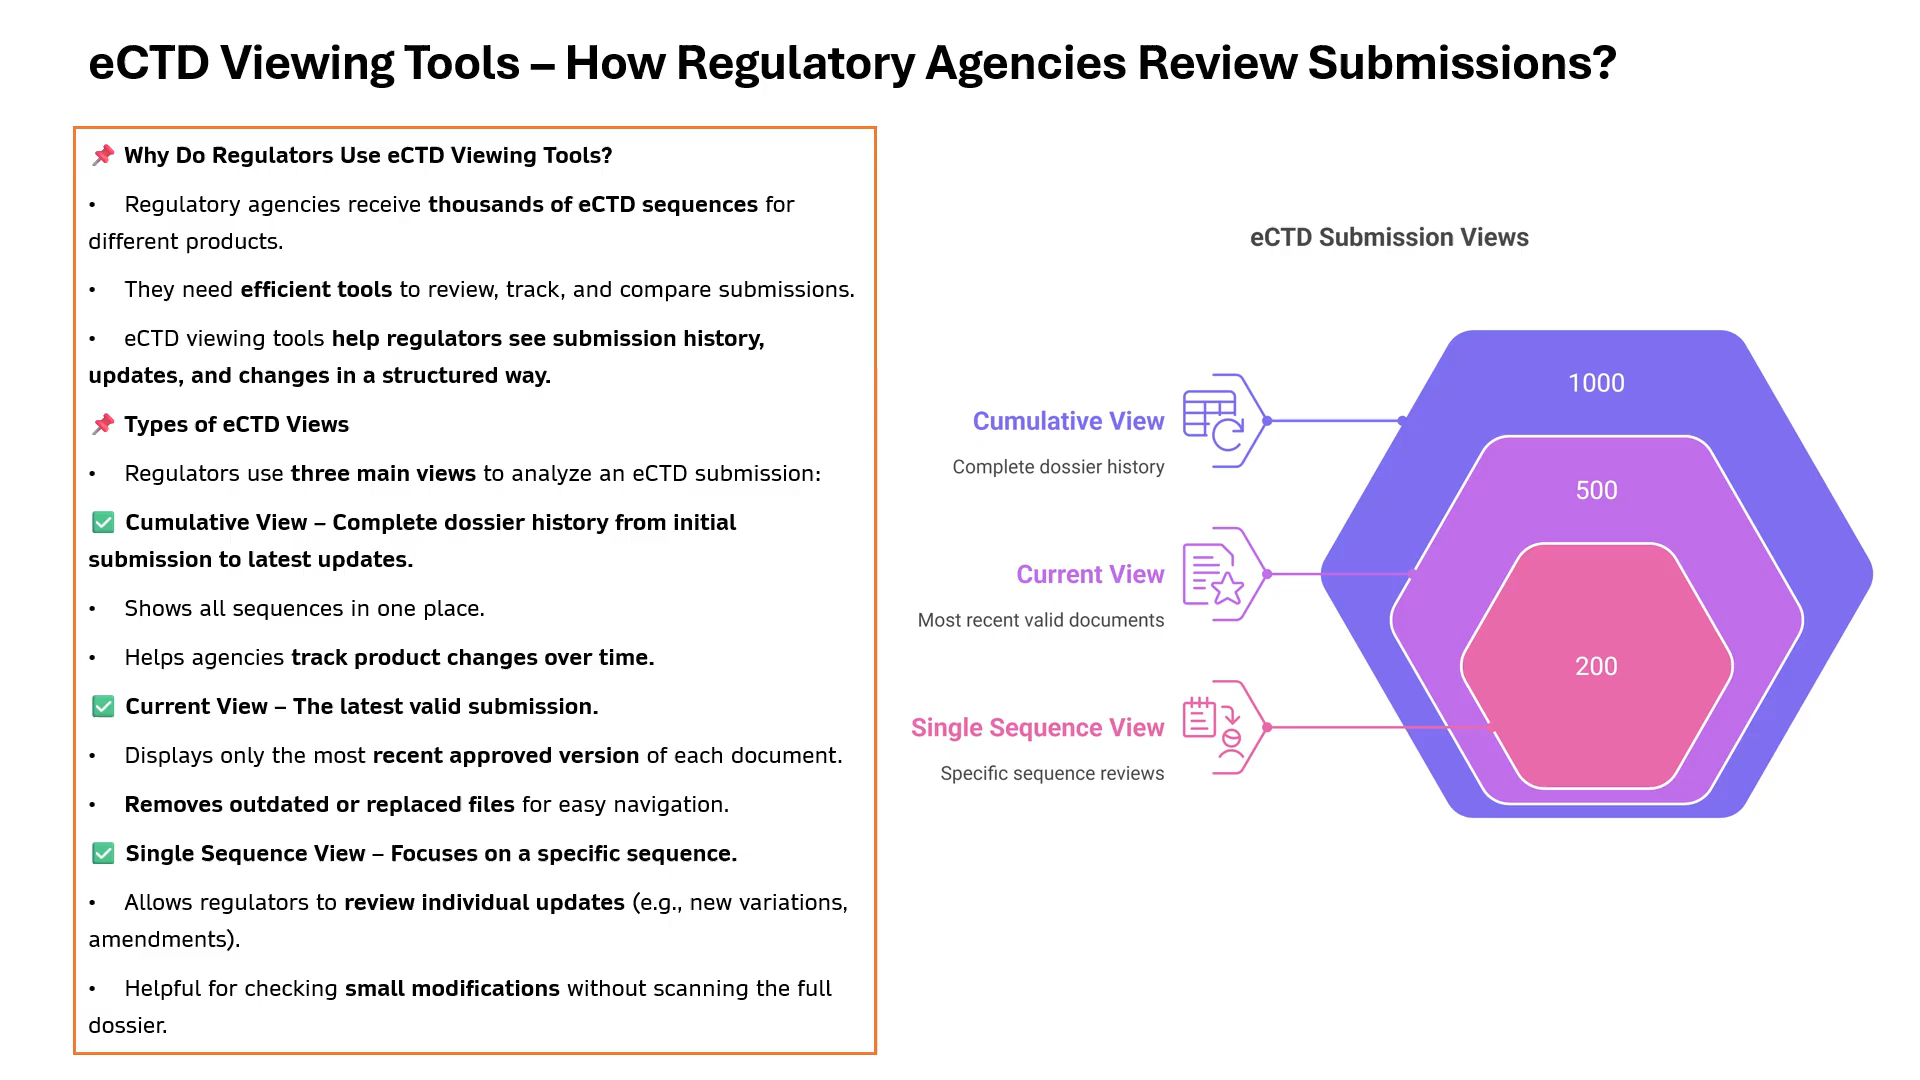 eCTD Viewing Tools – How Regulatory Agencies Review Submissions?
📌 Why Do Regulators Use eCTD Viewing Tools?
• Regulatory agencies receive thousands of eCTD sequences for
different products.
• They need efficient tools to review, track, and compare submissions.
• eCTD viewing tools help regulators see submission history,
updates, and changes in a structured way.
📌 Types of eCTD Views
• Regulators use three main views to analyze an eCTD submission:
✅ Cumulative View – Complete dossier history from initial
submission to latest updates.
• Shows all sequences in one place.
• Helps agencies track product changes over time.
✅ Current View – The latest valid submission.
• Displays only the most recent approved version of each document.
• Removes outdated or replaced files for easy navigation.
✅ Single Sequence View – Focuses on a specific sequence.
• Allows regulators to review individual updates (e.g., new variations,
amendments).
• Helpful for checking small modifications without scanning the full
dossier.
eCTD Submission Views
Cumulative View
Complete dossier history
Current View
Most recent valid documents
Single Sequence View
Specific sequence reviews
1000
500
200